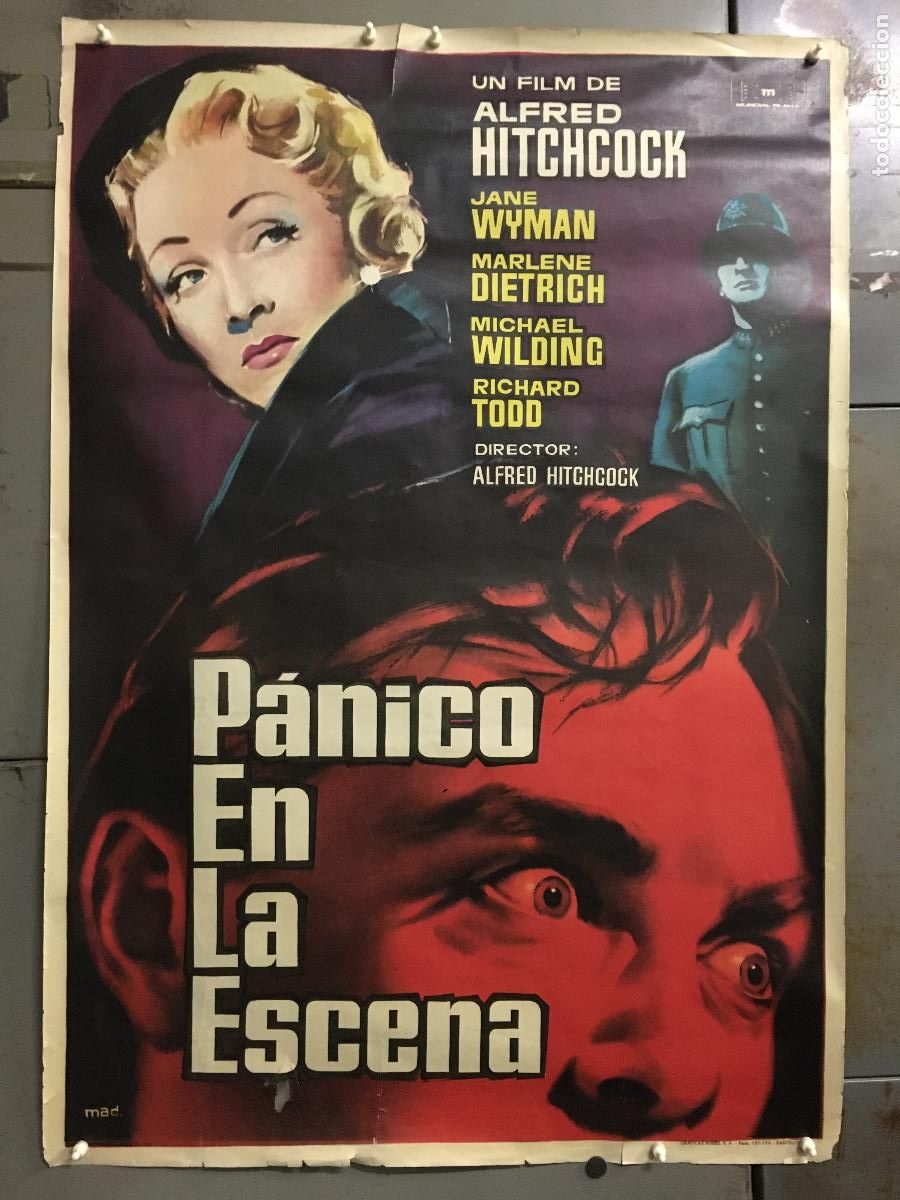 UN FILM DE
ALFRED
HITCHCOCK
JANE
WYMAN
MARLENE
DIETRICH
MICHAEL
WILDING
RICHARD
TODD
DIRECTOR:
ALFRED HITCHCOCK
m
Pánico
En
La
Escena
mad.
todocoleccion